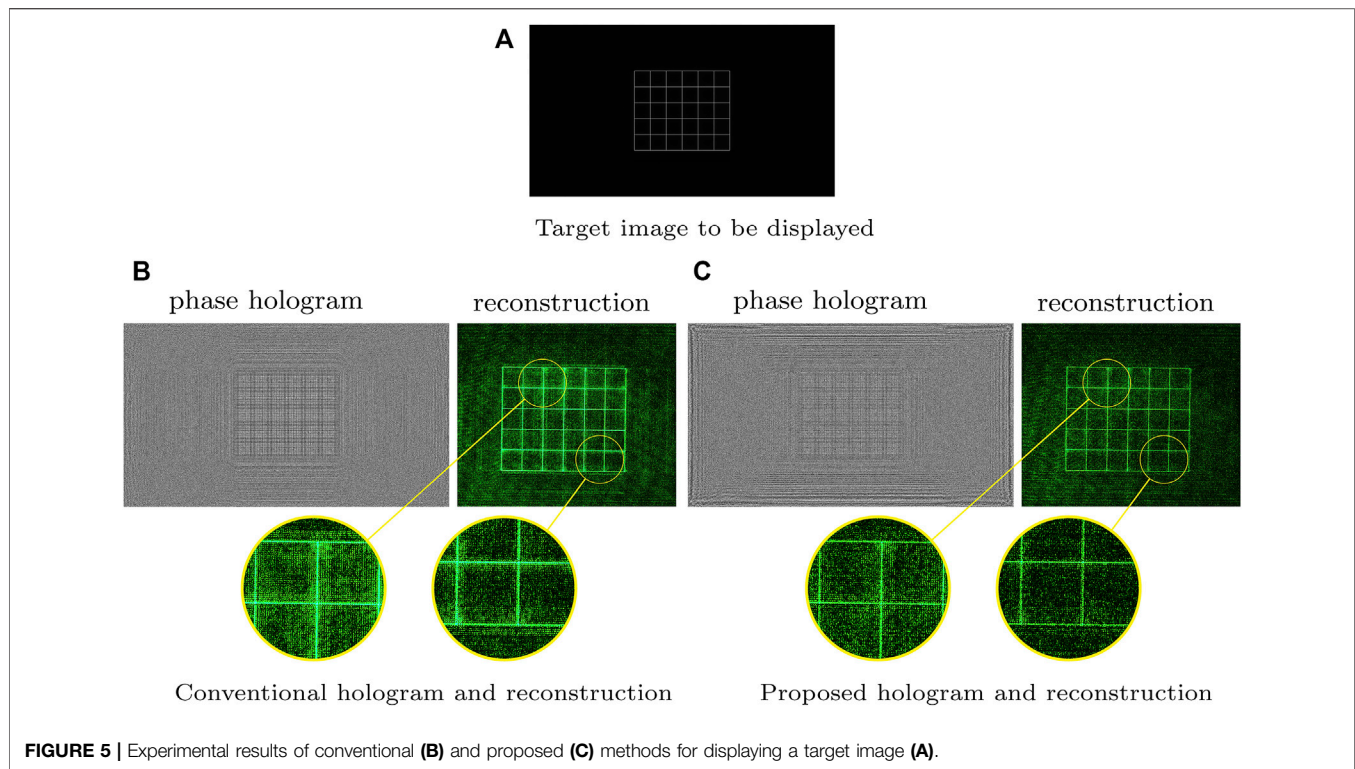 A
Target image to be displayed
B
phase hologram
reconstruction
C
phase hologram
reconstruction
Conventional hologram and reconstruction
Proposed hologram and reconstruction
FIGURE 5 | Experimental results of conventional (B) and proposed (C) methods for displaying a target image (A).